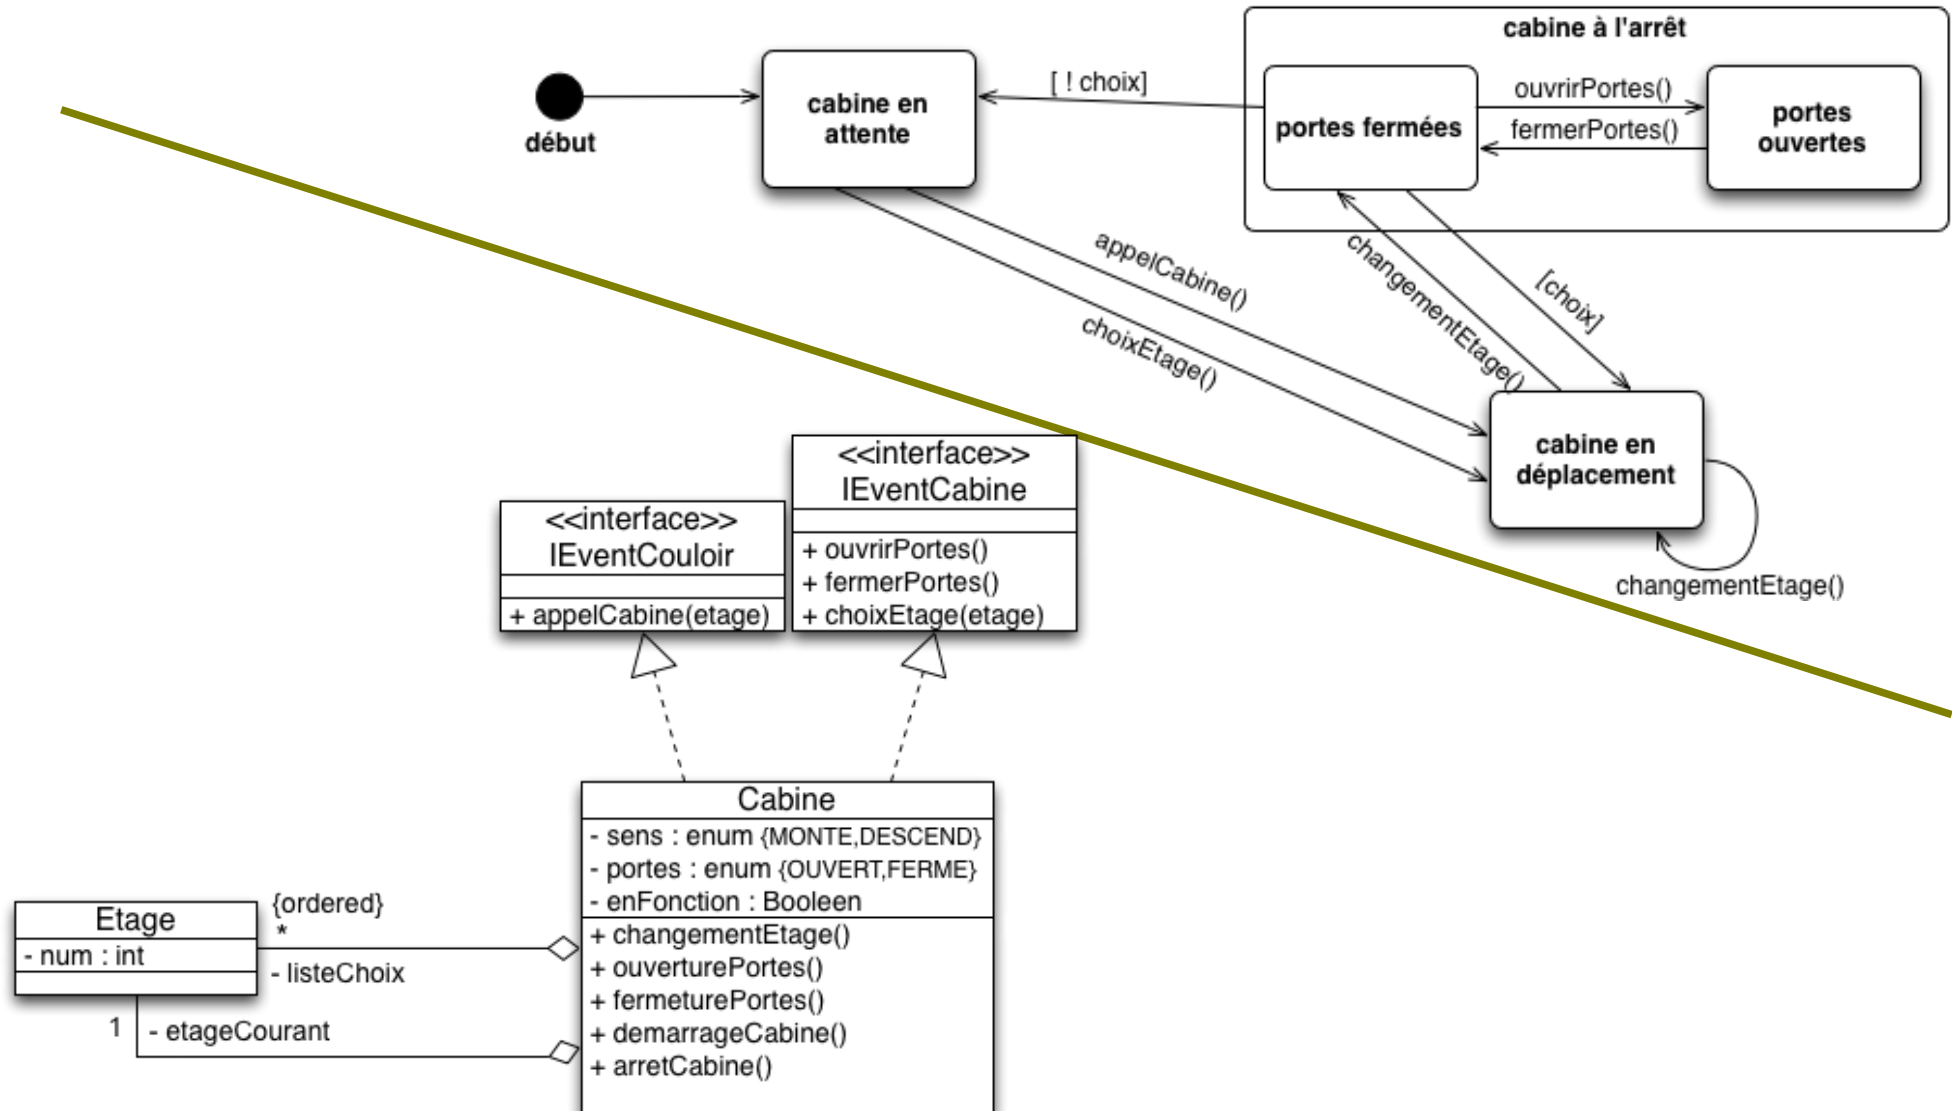 cabine à l'arrêt
début
cabine en
attente
[ ! choix]
portes fermées
ouvrirPortes()
fermerPortes()
portes
ouvertes
appelCabine()
choixEtage()
changementEtage()
[choix]
cabine en
déplacement
changementEtage()
<<interface>>
IEventCouloir
+ appelCabine(etage)
<<interface>>
IEventCabine
+ ouvrirPortes()
+ fermerPortes()
+ choixEtage(etage)
Cabine
- sens : enum {MONTE,DESCEND}
- portes : enum {OUVERT,FERME}
- enFonction : Booleen
+ changementEtage()
+ ouverturePortes()
+ fermeturePortes()
+ demarrageCabine()
+ arretCabine()
Etage
- num : int
{ordered}
*
- listeChoix
1
- etageCourant